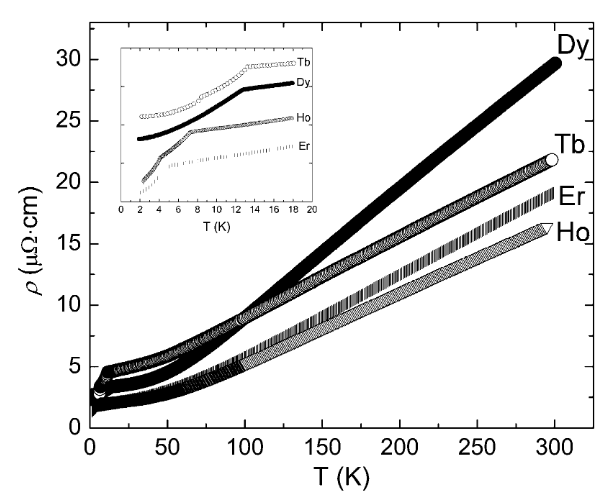 30
25
20
15
10
5
0
ρ (μΩ·cm)
0 50 100 150 200 250 300
T (K)
Dy
Tb
Er
Ho
Tb
Dy
Ho
Er
0 2 4 6 8 10 12 14 16 18 20
T (K)